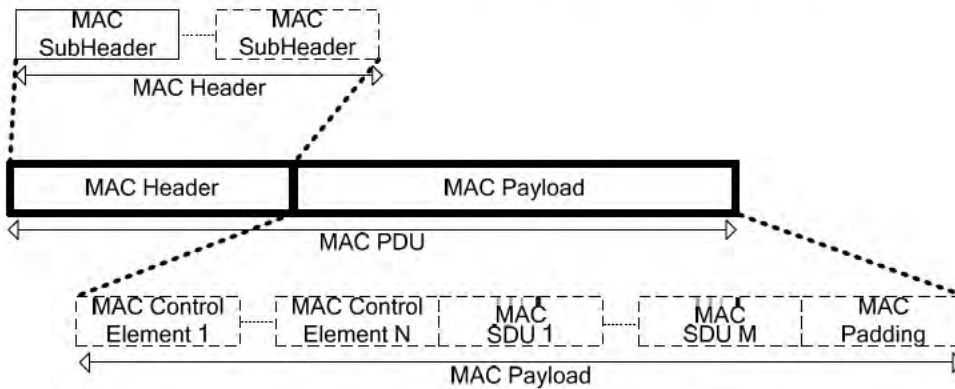 MAC
SubHeader
MAC
SubHeader
MAC Header
MAC Header
MAC Payload
MAC PDU
MAC Control
Element 1
MAC Control
Element N
MAC
SDU 1
MAC
SDU M
MAC
Padding
MAC Payload